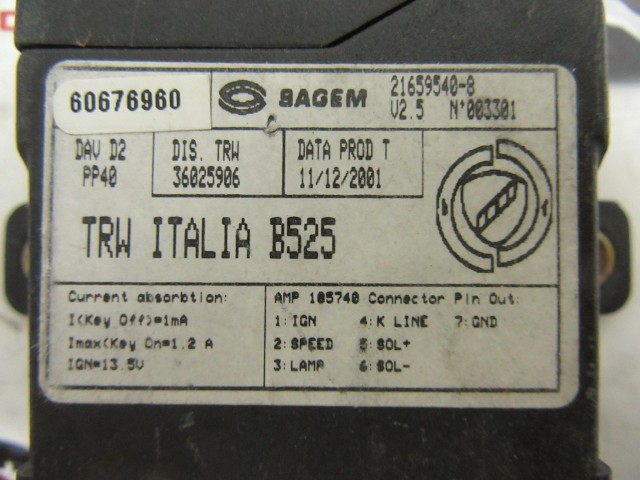 60676960
SAGEM
21659540-8
V2.5 N°003301
DAV D2
PP40
DIS. TRW
36025906
DATA PROD T
11/12/2001
TRW ITALIA B525
Current absorbtion:
I(Key Off)=1mA
Imax(Key On=1.2 A
IGN=13.5V
AMP 185740 Connector Pin Out:
1: IGN 4: K LINE 7: GND
2: SPEED 5: SOL+
3: LAMP 6: SOL-